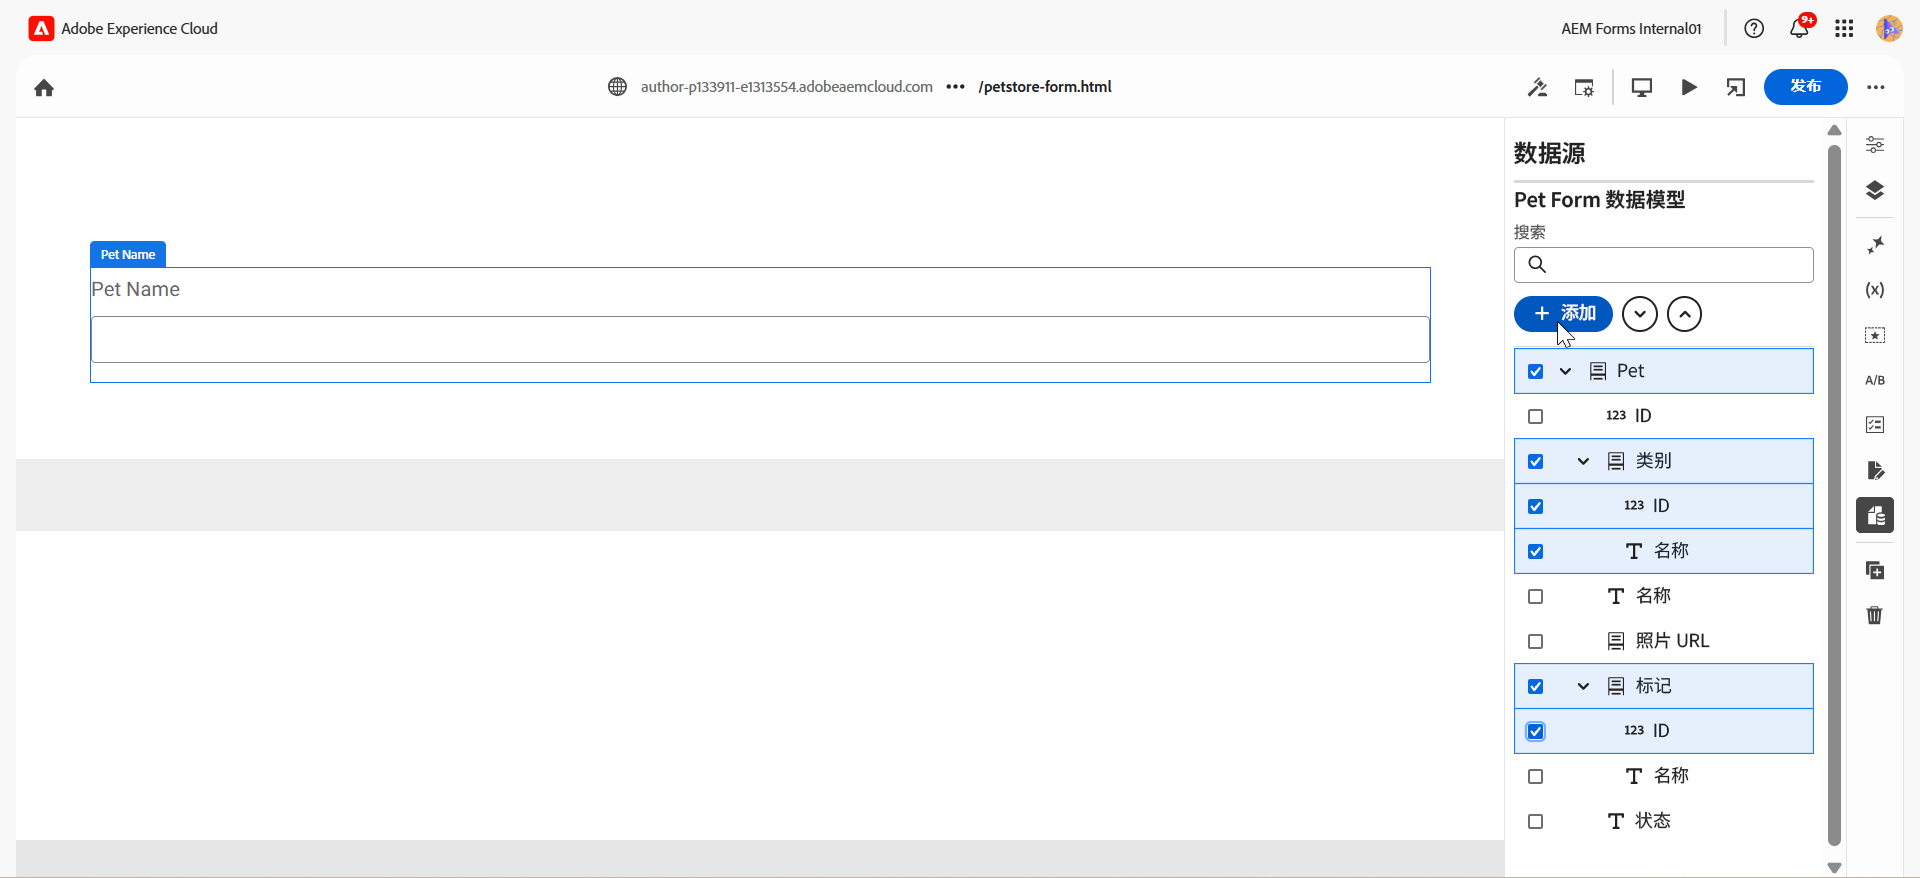 Adobe Experience Cloud
AEM Forms Internal01
9+
author-p133911-e1313554.adobeaemcloud.com ••• /petstore-form.html
发布
Pet Name
Pet Name
数据源
Pet Form 数据模型
搜索
+ 添加
Pet
123 ID
类别
123 ID
T 名称
T 名称
照片 URL
标记
123 ID
T 名称
T 状态
(x)
A/B